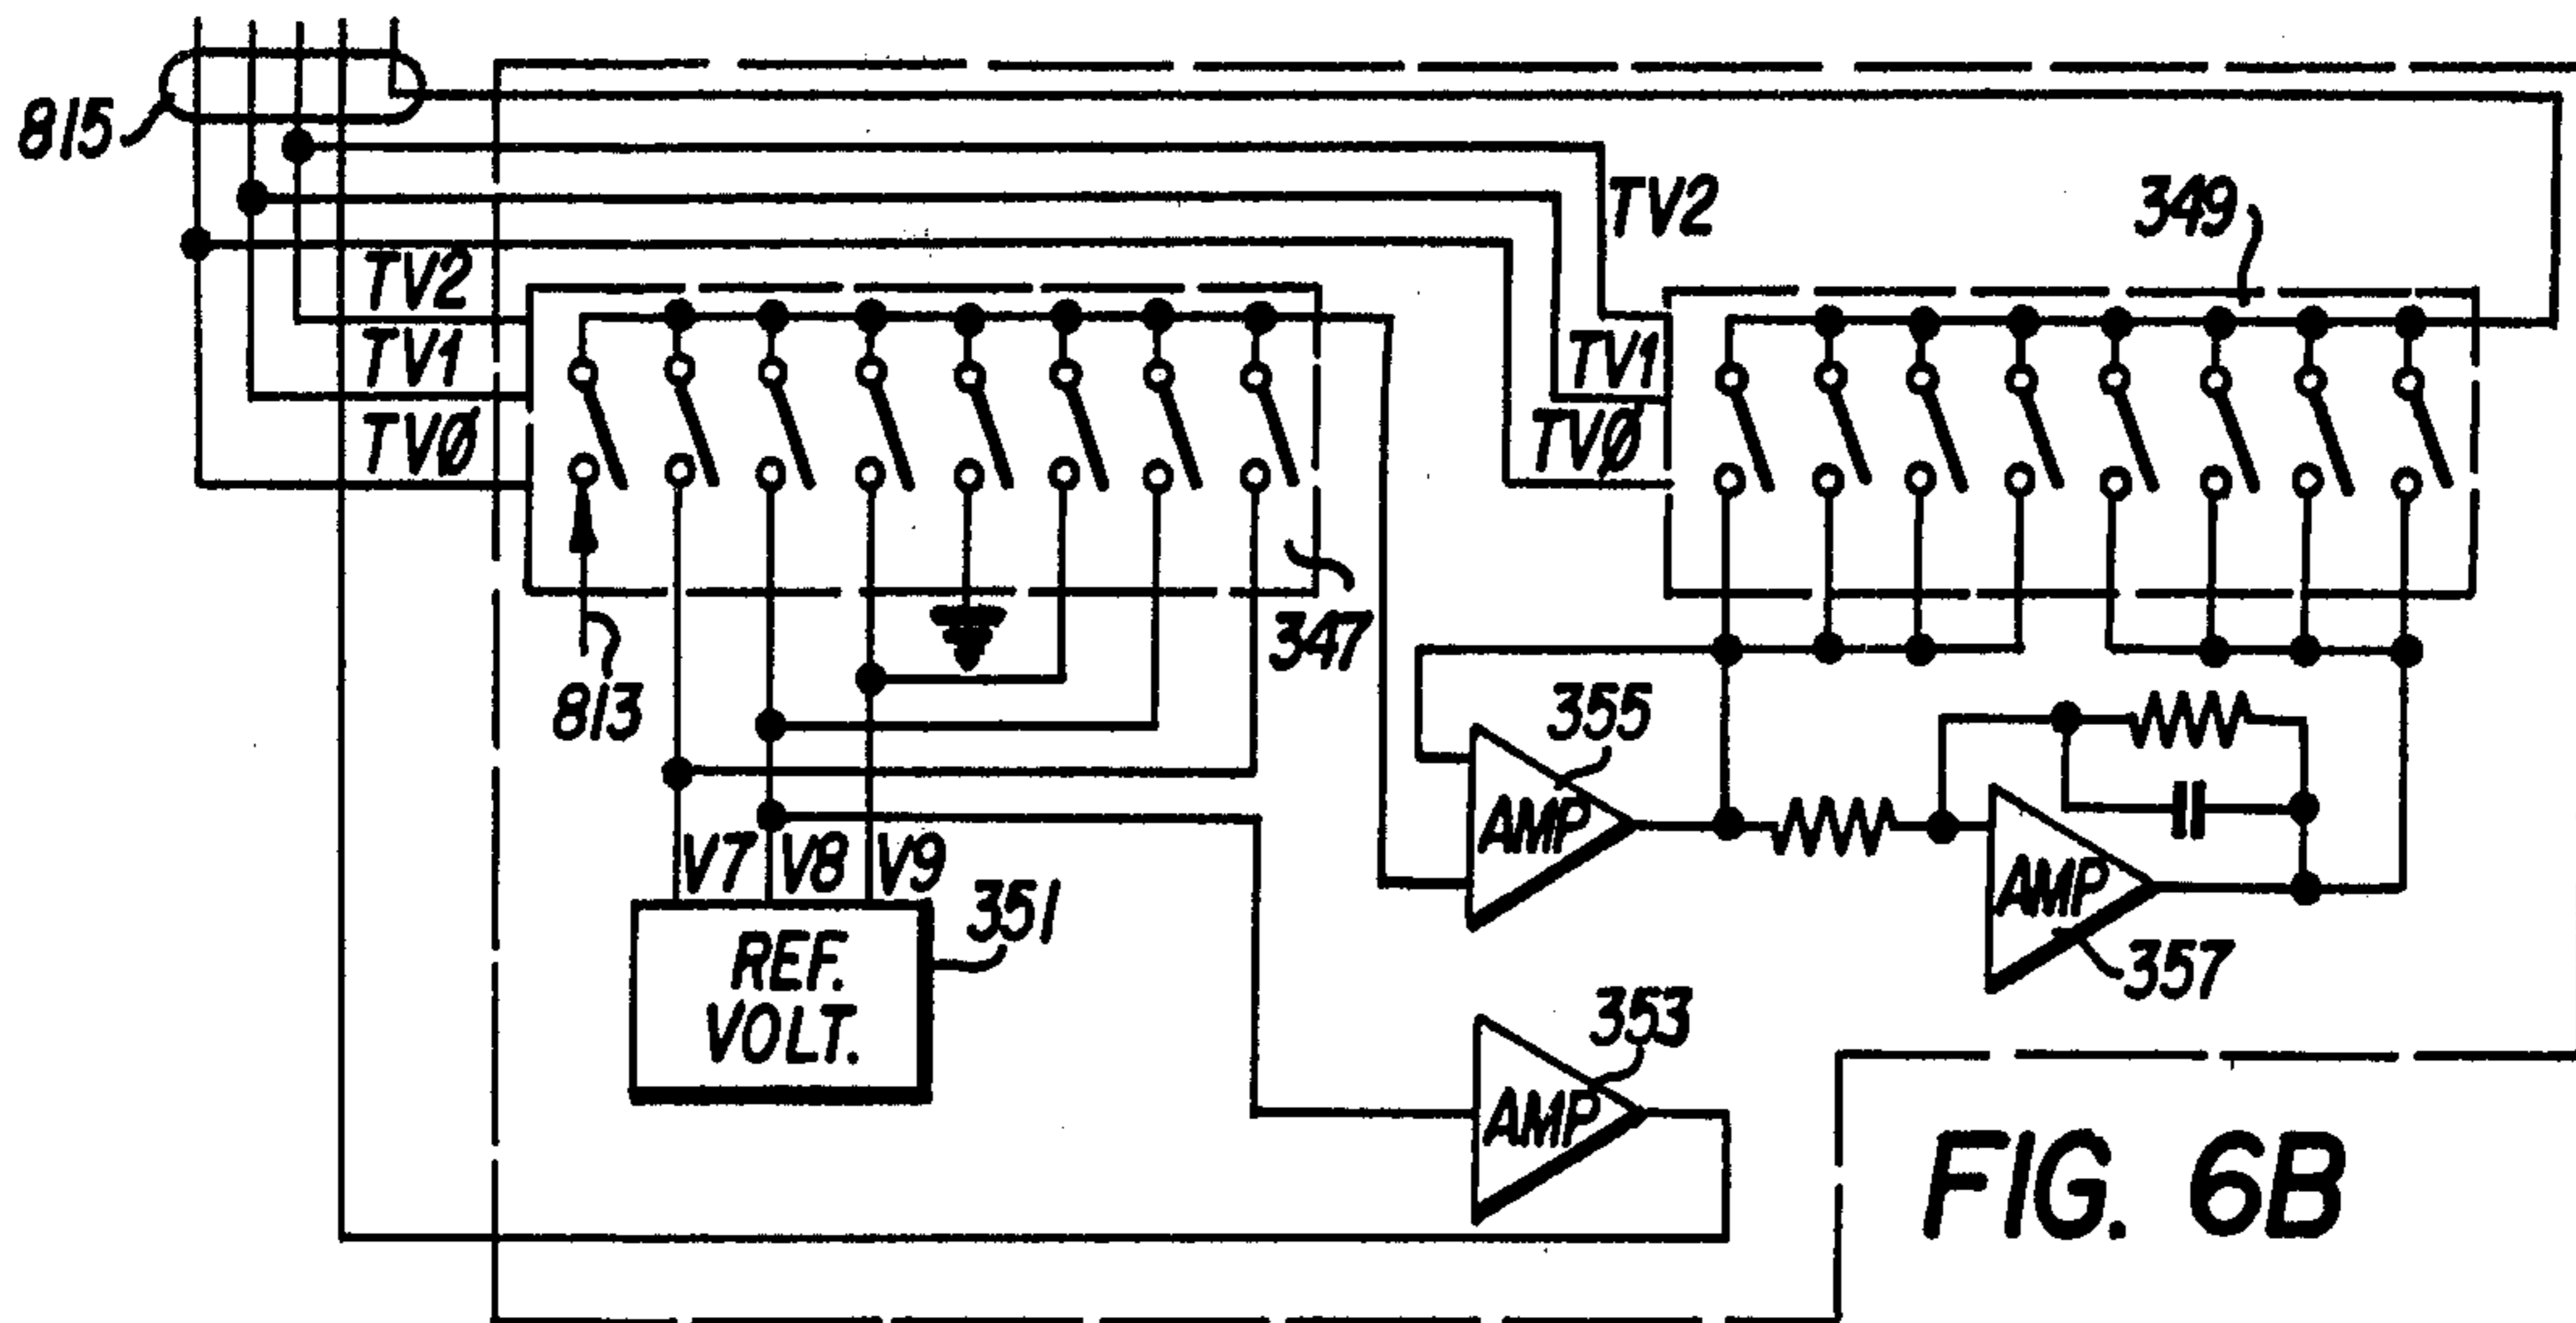 815
TV2
349
TV2
TV1
TV1
TVØ
TVØ
347
813
355
AMP
V7 V8 V9
351
AMP
REF.
VOLT.
357
353
AMP
FIG. 6B